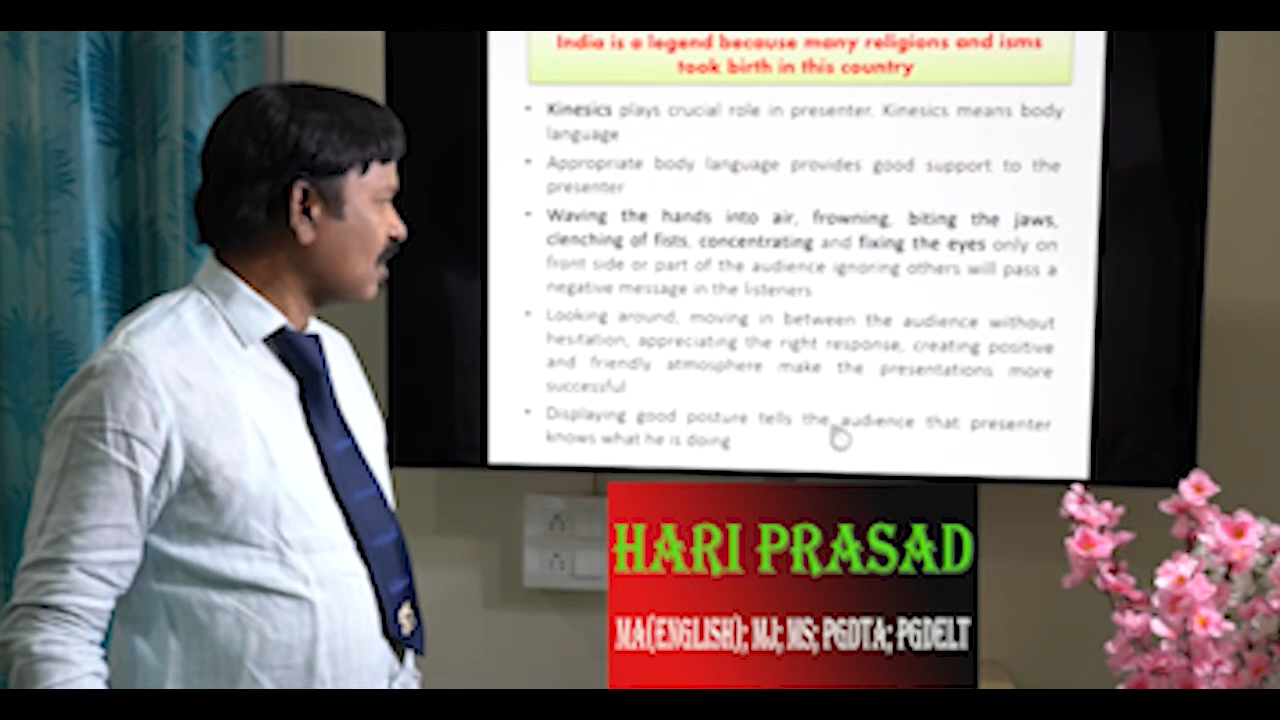 India is a legend because many religions and isms
took birth in this country
• Kinesics plays crucial role in presenter. Kinesics means body
language
• Appropriate body language provides good support to the
presenter
• Waving the hands into air, frowning, biting the jaws,
clenching of fists, concentrating and fixing the eyes only on
front side or part of the audience ignoring others will pass a
negative message in the listeners
• Looking around, moving in between the audience without
hesitation, appreciating the right response, creating positive
and friendly atmosphere make the presentations more
successful
• Displaying good posture tells the audience that presenter
knows what he is doing
HARI PRASAD
MA(ENGLISH); MJ; MS; PGDTA; PGDELT